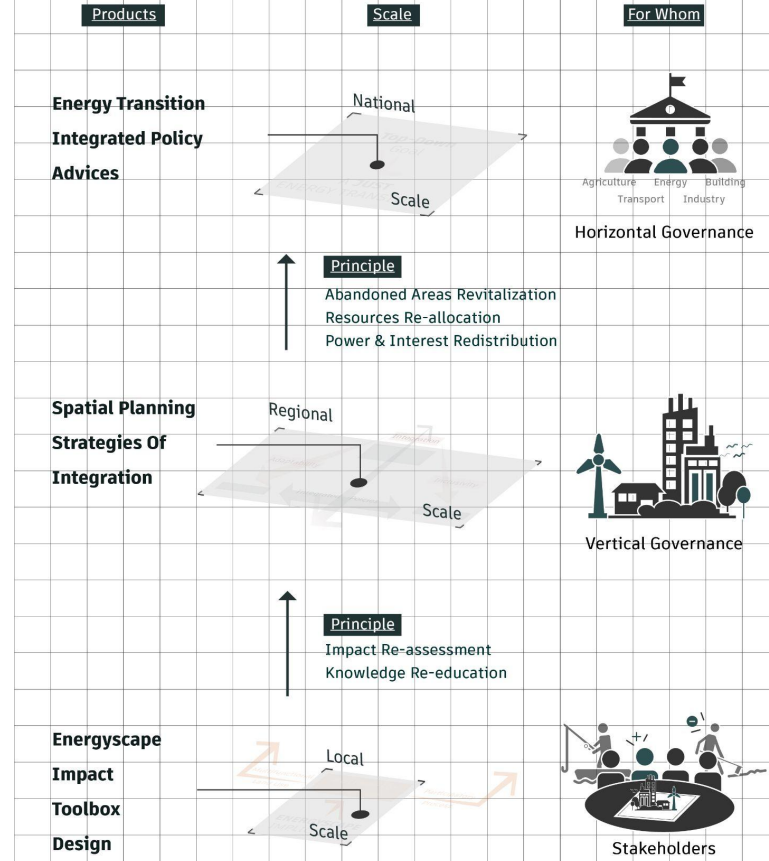 Products
Scale
For Whom
Energy Transition
Integrated Policy
Advices
National
Scale
Agriculture Energy Building
Transport Industry
Horizontal Governance
Principle
Abandoned Areas Revitalization
Resources Re-allocation
Power & Interest Redistribution
Spatial Planning
Strategies Of
Integration
Regional
Scale
Vertical Governance
Principle
Impact Re-assessment
Knowledge Re-education
Energyscape
Impact
Toolbox
Design
Local
Scale
Stakeholders